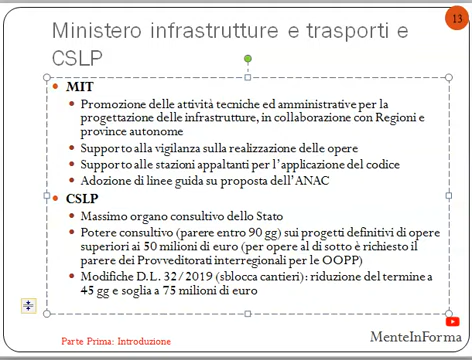 13
Ministero infrastrutture e trasporti e
CSLP
MIT
Promozione delle attività tecniche ed amministrative per la
progettazione delle infrastrutture, in collaborazione con Regioni e
province autonome
Supporto alla vigilanza sulla realizzazione delle opere
Supporto alle stazioni appaltanti per l'applicazione del codice
Adozione di linee guida su proposta dell'ANAC
CSLP
Massimo organo consultivo dello Stato
Potere consultivo (parere entro 90 gg) sui progetti definitivi di opere
superiori ai 50 milioni di euro (per opere al di sotto è richiesto il
parere dei Provveditorati interregionali per le OOPP)
Modifiche D.L. 32/2019 (sblocca cantieri): riduzione del termine a
45 gg e soglia a 75 milioni di euro
Parte Prima: Introduzione
MenteInForma